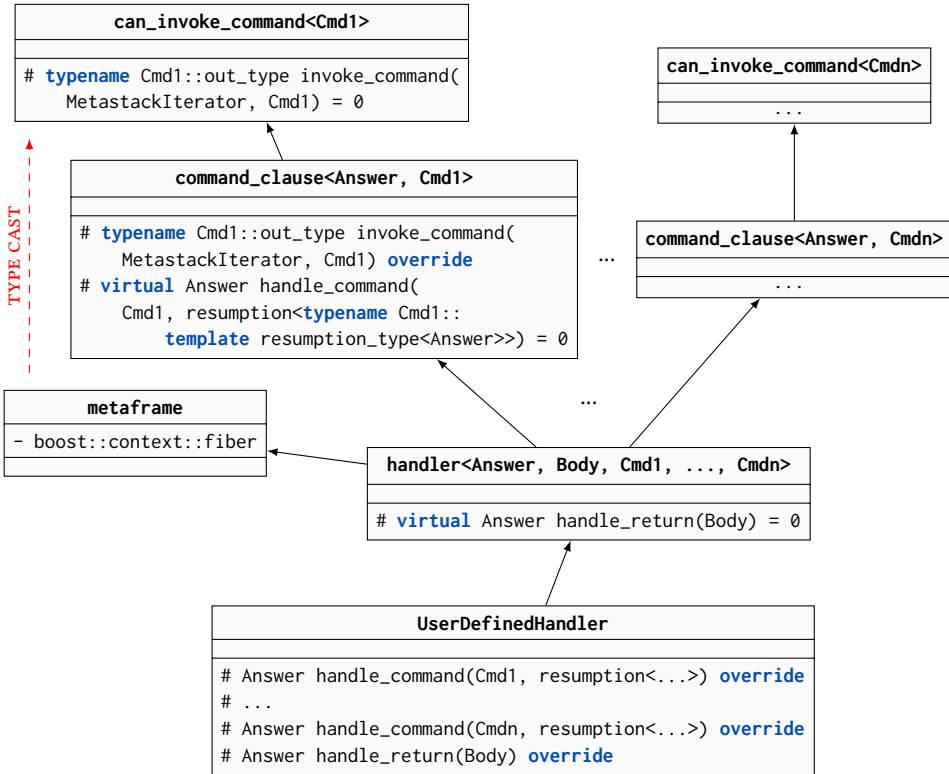 can_invoke_command<Cmd1>
# typename Cmd1::out_type invoke_command(
MetastackIterator, Cmd1) = 0
can_invoke_command<Cmdn>
...
TYPE CAST
command_clause<Answer, Cmd1>
# typename Cmd1::out_type invoke_command(
MetastackIterator, Cmd1) override
# virtual Answer handle_command(
Cmd1, resumption<typename Cmd1::
template resumption_type<Answer>>) = 0
...
command_clause<Answer, Cmdn>
...
...
metaframe
- boost::context::fiber
handler<Answer, Body, Cmd1, ..., Cmdn>
# virtual Answer handle_return(Body) = 0
UserDefinedHandler
# Answer handle_command(Cmd1, resumption<...>) override
# ...
# Answer handle_command(Cmdn, resumption<...>) override
# Answer handle_return(Body) override